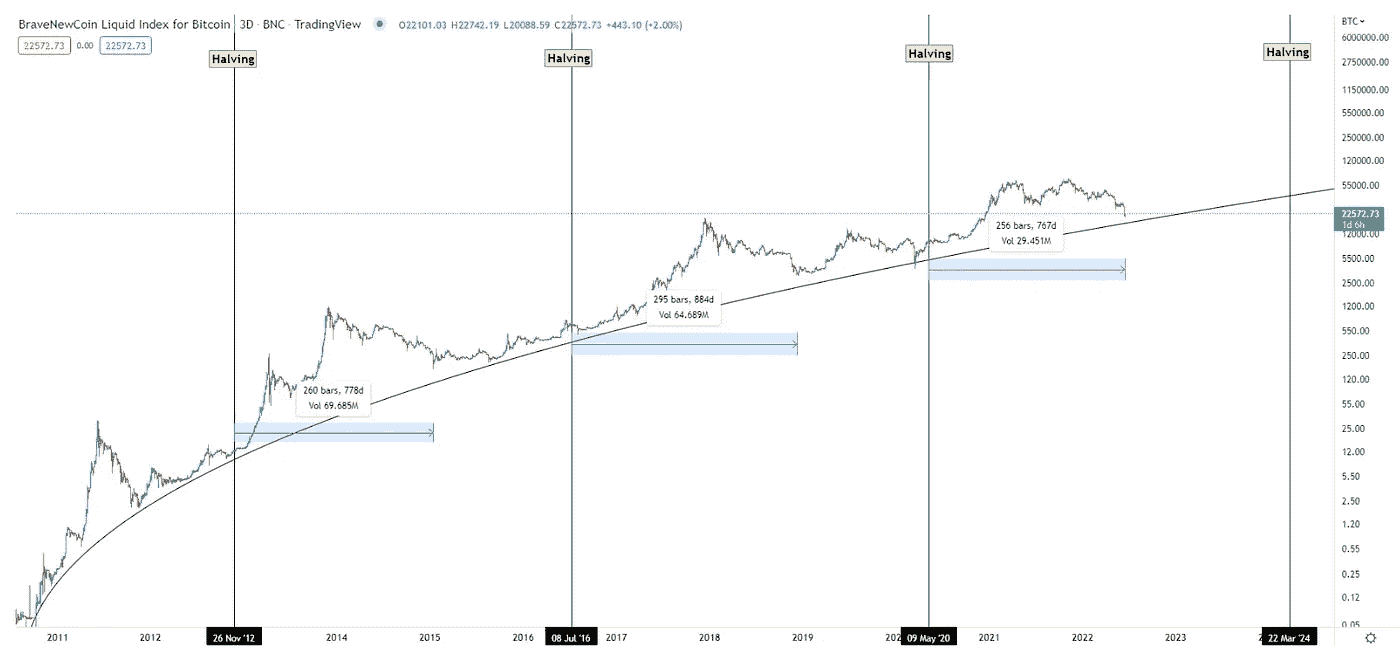 BraveNewCoin Liquid Index for Bitcoin 3D · BNC · TradingView O22101.03 H22742.19 L20088.59 C22572.73 +443.10 (+2.00%)
BTC
22572.73 0.00 22572.73
Halving
Halving
Halving
Halving
6000000.00
2750000.00
1150000.00
550000.00
250000.00
120000.00
55000.00
22572.73
1d 6h
12000.00
5500.00
2500.00
1200.00
550.00
250.00
120.00
55.00
25.00
12.00
5.50
2.50
1.20
0.55
0.25
0.12
0.05
256 bars, 767d
Vol 29.451M
295 bars, 884d
Vol 64.689M
260 bars, 778d
Vol 69.685M
2011 2012 26 Nov '12 2014 2015 2016 08 Jul '16 2017 2018 2019 09 May '20 2021 2022 2023 22 Mar '24